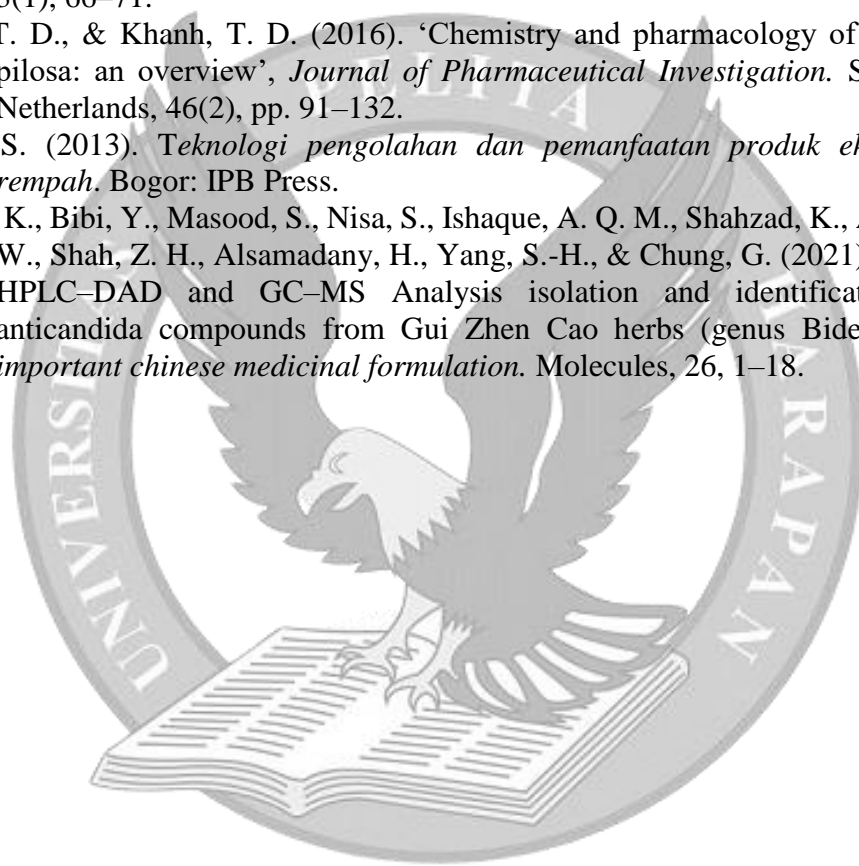 T. D., & Khanh, T. D. (2016). ‘Chemistry and pharmacology of
pilosa: an overview’, Journal of Pharmaceutical Investigation. S
Netherlands, 46(2), pp. 91–132.
S. (2013). Teknologi pengolahan dan pemanfaatan produk ek
rempah. Bogor: IPB Press.
K., Bibi, Y., Masood, S., Nisa, S., Ishaque, A. Q. M., Shahzad, K.,
W., Shah, Z. H., Alsamadany, H., Yang, S.-H., & Chung, G. (2021)
HPLC–DAD and GC–MS Analysis isolation and identificat
anticandida compounds from Gui Zhen Cao herbs (genus Bide
important chinese medicinal formulation. Molecules, 26, 1–18.
UNIVERSITAS PELITA HARAPAN